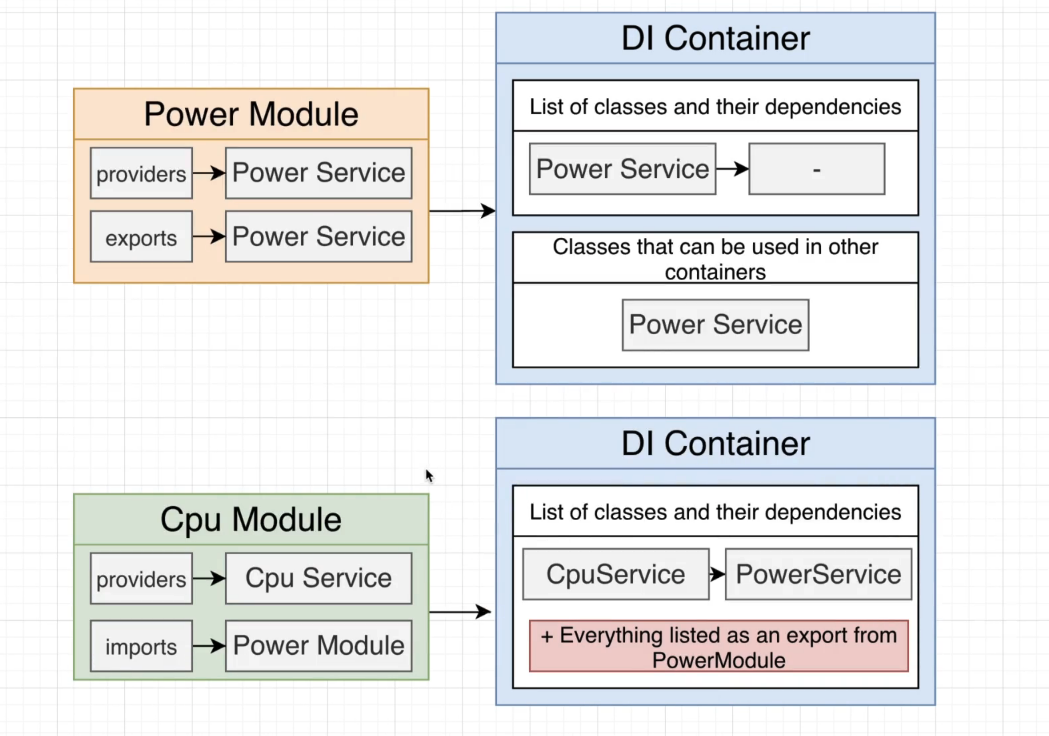 Power Module
providers
Power Service
exports
Power Service
DI Container
List of classes and their dependencies
Power Service
-
Classes that can be used in other
containers
Power Service
Cpu Module
providers
Cpu Service
imports
Power Module
DI Container
List of classes and their dependencies
CpuService
PowerService
+ Everything listed as an export from
PowerModule